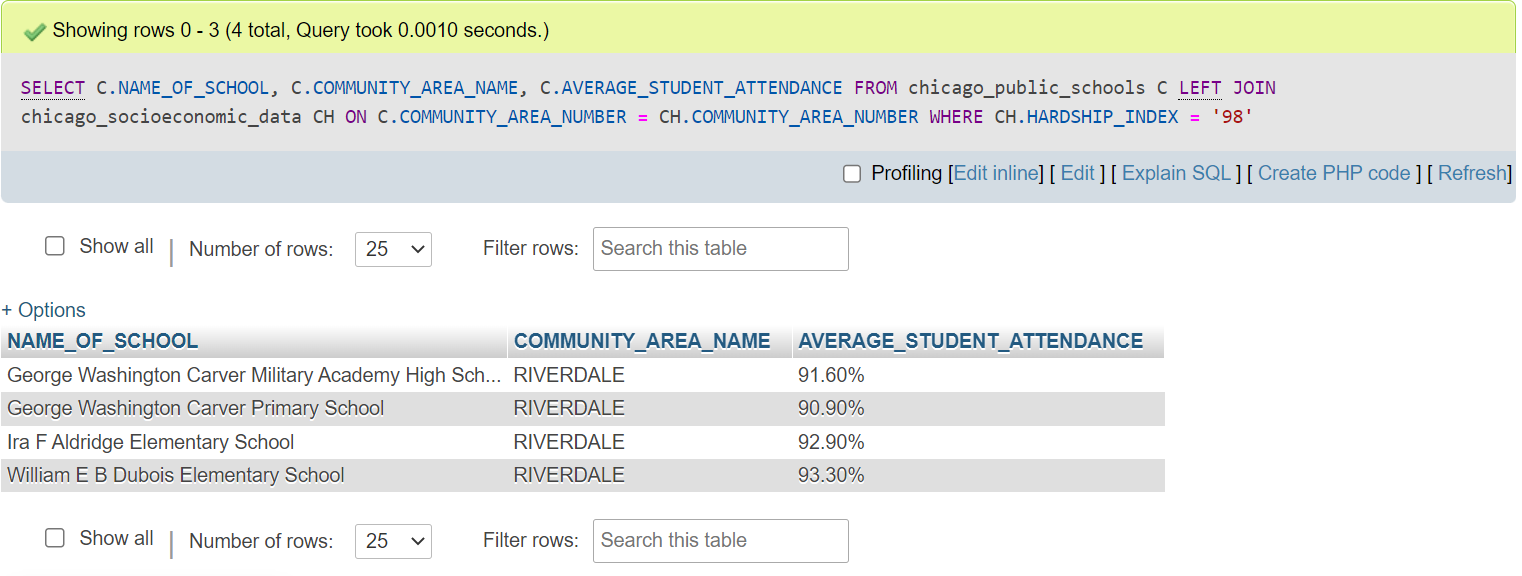 Showing rows 0 - 3 (4 total, Query took 0.0010 seconds.)
SELECT C.NAME_OF_SCHOOL, C.COMMUNITY_AREA_NAME, C.AVERAGE_STUDENT_ATTENDANCE FROM chicago_public_schools C LEFT JOIN
chicago_socioeconomic_data CH ON C.COMMUNITY_AREA_NUMBER = CH.COMMUNITY_AREA_NUMBER WHERE CH.HARDSHIP_INDEX = '98'
Profiling [Edit inline] [ Edit ] [ Explain SQL ] [ Create PHP code ] [ Refresh]
Show all | Number of rows: 25 Filter rows: Search this table
+ Options
NAME_OF_SCHOOL COMMUNITY_AREA_NAME AVERAGE_STUDENT_ATTENDANCE
George Washington Carver Military Academy High Sch... RIVERDALE 91.60%
George Washington Carver Primary School RIVERDALE 90.90%
Ira F Aldridge Elementary School RIVERDALE 92.90%
William E B Dubois Elementary School RIVERDALE 93.30%
Show all | Number of rows: 25 Filter rows: Search this table